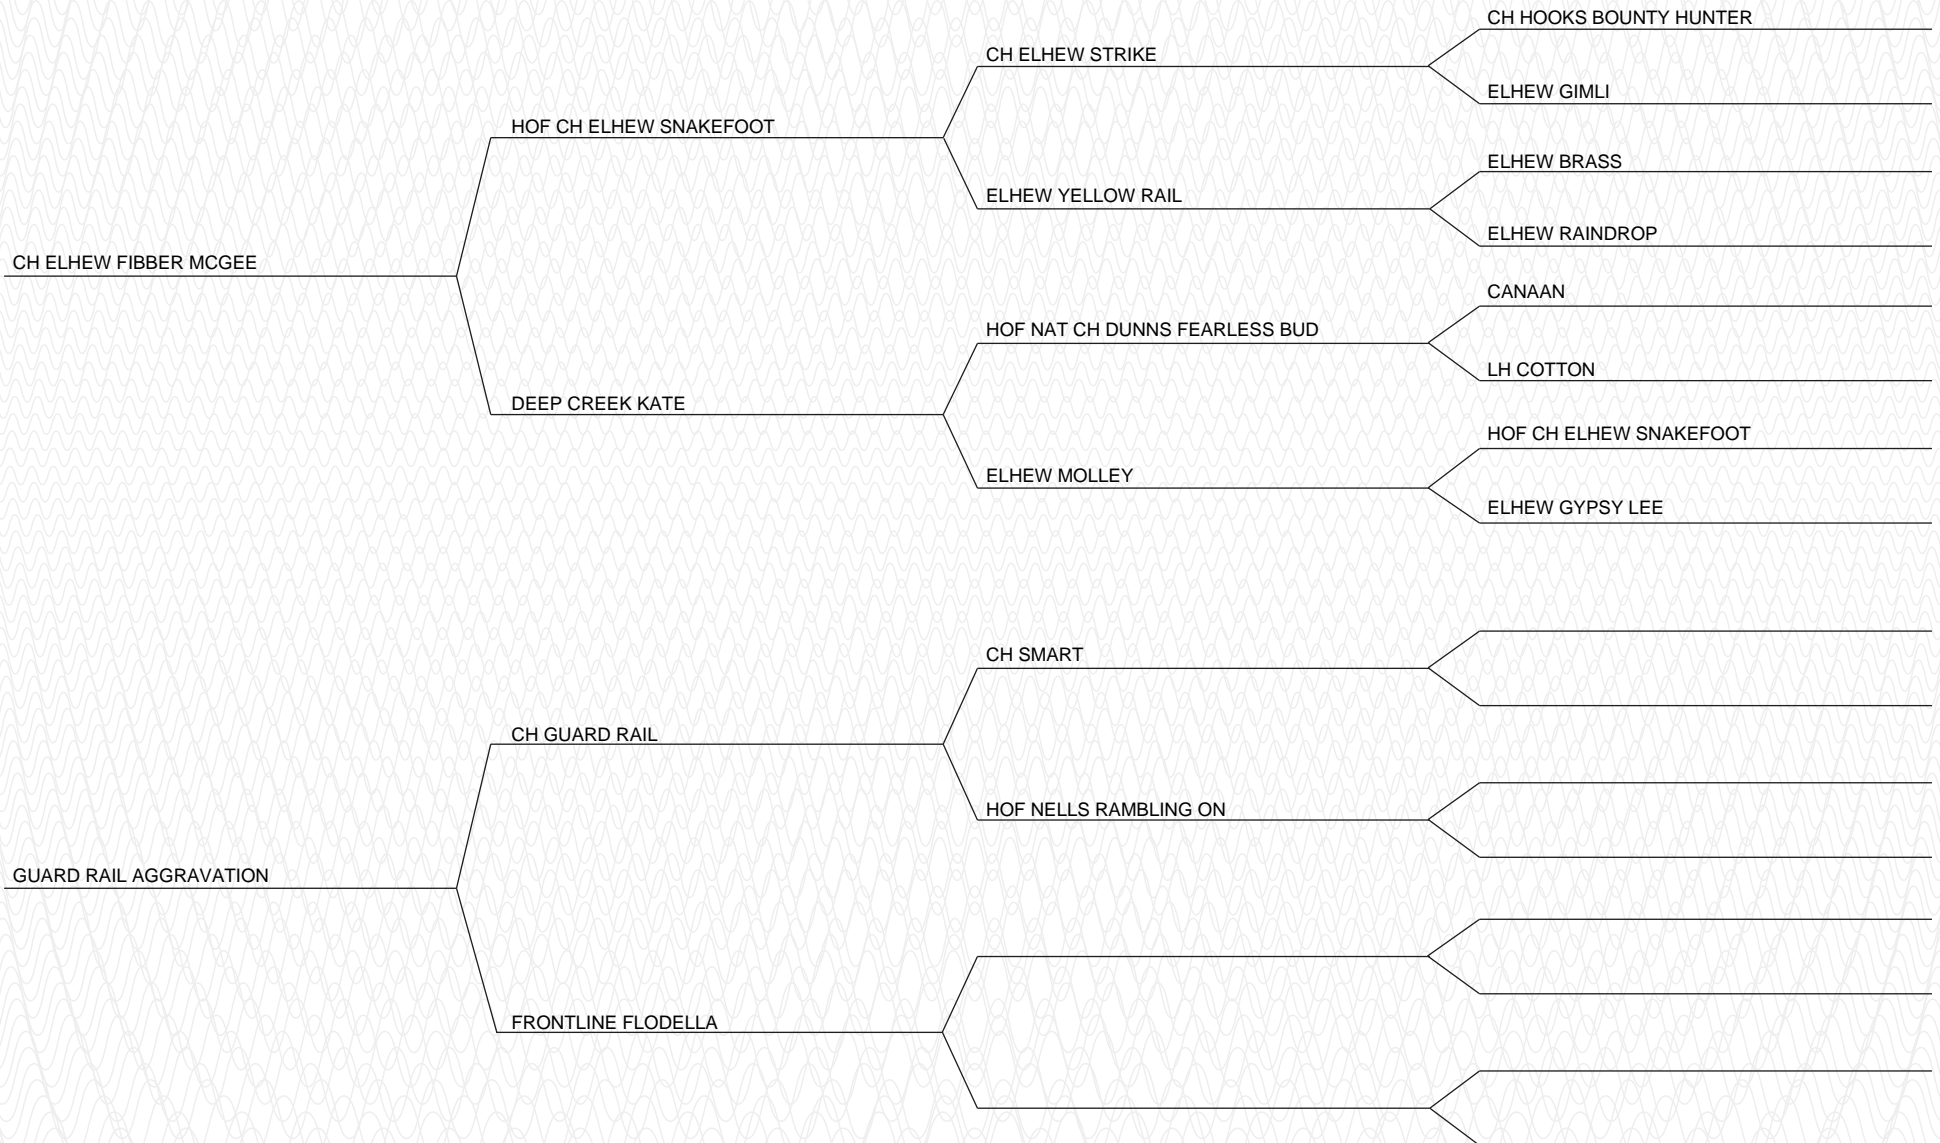 CH HOOKS BOUNTY HUNTER
CH ELHEW STRIKE
ELHEW GIMLI
HOF CH ELHEW SNAKEFOOT
ELHEW BRASS
ELHEW YELLOW RAIL
ELHEW RAINDROP
CH ELHEW FIBBER MCGEE
CANAAN
HOF NAT CH DUNNS FEARLESS BUD
LH COTTON
DEEP CREEK KATE
HOF CH ELHEW SNAKEFOOT
ELHEW MOLLEY
ELHEW GYPSY LEE
CH SMART
CH GUARD RAIL
HOF NELLS RAMBLING ON
GUARD RAIL AGGRAVATION
FRONTLINE FLODELLA